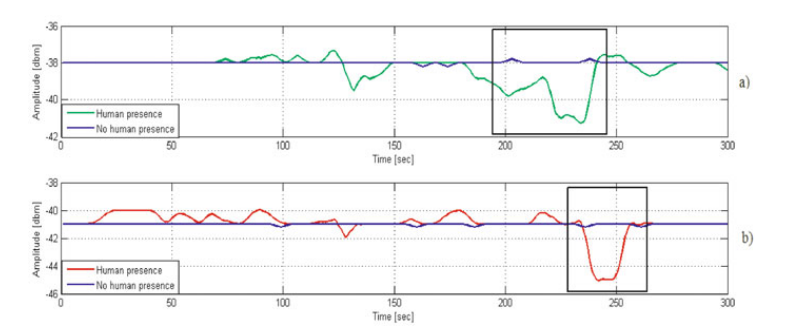 -36
-38
-40
-42
Amplitude [dbm]
Human presence
No human presence
0 50 100 150 200 250 300
Time [sec]
a)
-38
-40
-42
-44
-46
Amplitude [dbm]
Human presence
No human presence
0 50 100 150 200 250 300
Time [sec]
b)